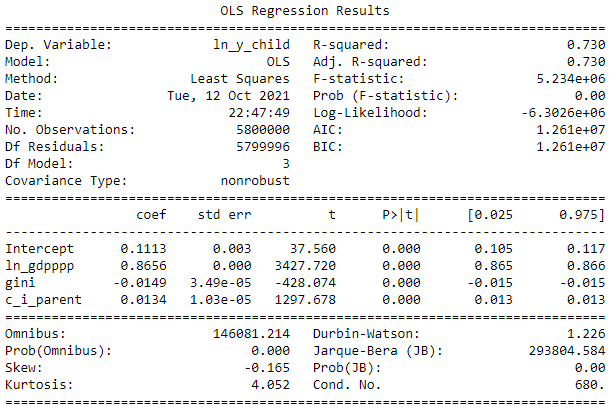 OLS Regression Results
==============================================================================
Dep. Variable: ln_y_child R-squared: 0.730
Model: OLS Adj. R-squared: 0.730
Method: Least Squares F-statistic: 5.234e+06
Date: Tue, 12 Oct 2021 Prob (F-statistic): 0.00
Time: 22:47:49 Log-Likelihood: -6.3026e+06
No. Observations: 5800000 AIC: 1.261e+07
Df Residuals: 5799996 BIC: 1.261e+07
Df Model: 3
Covariance Type: nonrobust
==============================================================================
coef std err t P>|t| [0.025 0.975]
------------------------------------------------------------------------------
Intercept 0.1113 0.003 37.560 0.000 0.105 0.117
ln_gdpppp 0.8656 0.000 3427.720 0.000 0.865 0.866
gini -0.0149 3.49e-05 -428.074 0.000 -0.015 -0.015
c_i_parent 0.0134 1.03e-05 1297.678 0.000 0.013 0.013
==============================================================================
Omnibus: 146081.214 Durbin-Watson: 1.226
Prob(Omnibus): 0.000 Jarque-Bera (JB): 293804.584
Skew: -0.165 Prob(JB): 0.00
Kurtosis: 4.052 Cond. No. 680.
==============================================================================